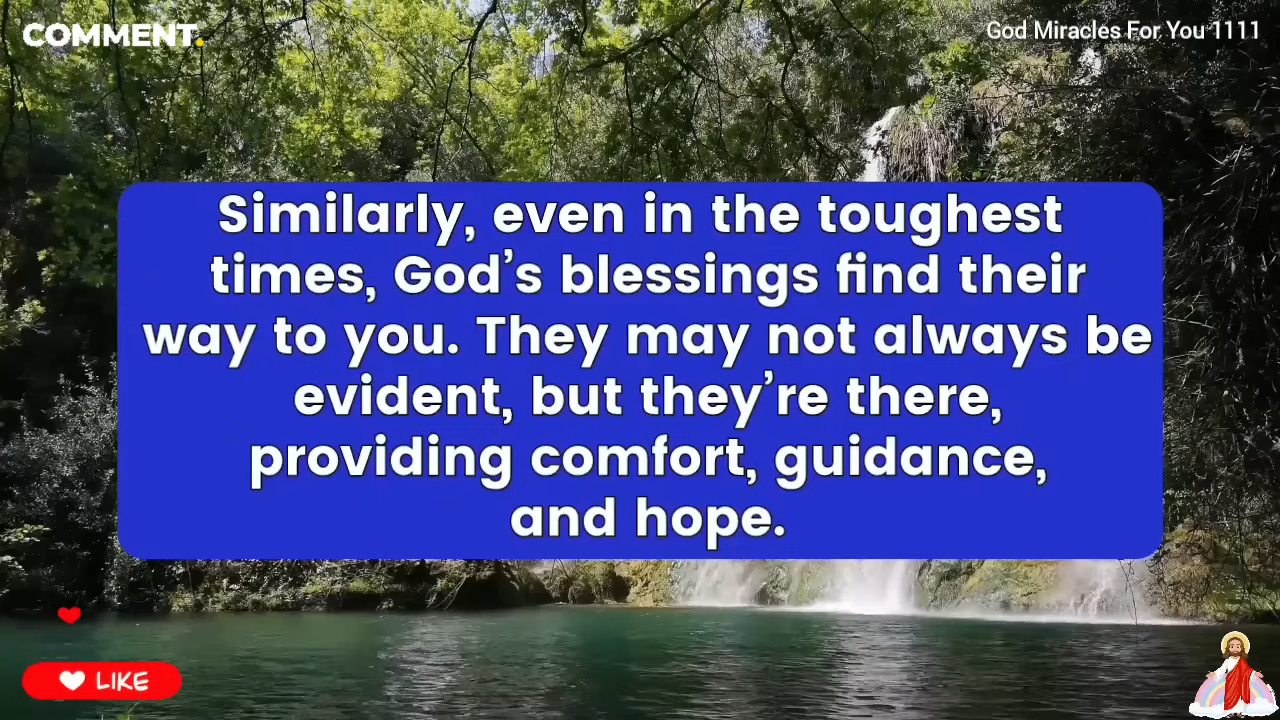 COMMENT.
God Miracles For You 1111
Similarly, even in the toughest
times, God’s blessings find their
way to you. They may not always be
evident, but they’re there,
providing comfort, guidance,
and hope.
LIKE